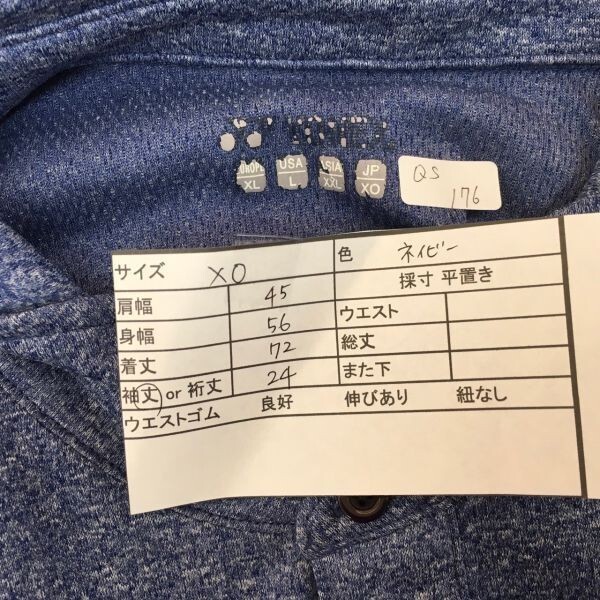 EUROPE USA ASIA JP
XL L XXL XO
QS
176
サイズ XO 色 ネイビー
肩幅 45 採寸 平置き
身幅 56 ウエスト
着丈 72 総丈
袖丈 or 裄丈 24 また下
ウエストゴム 良好 伸びあり 紐なし